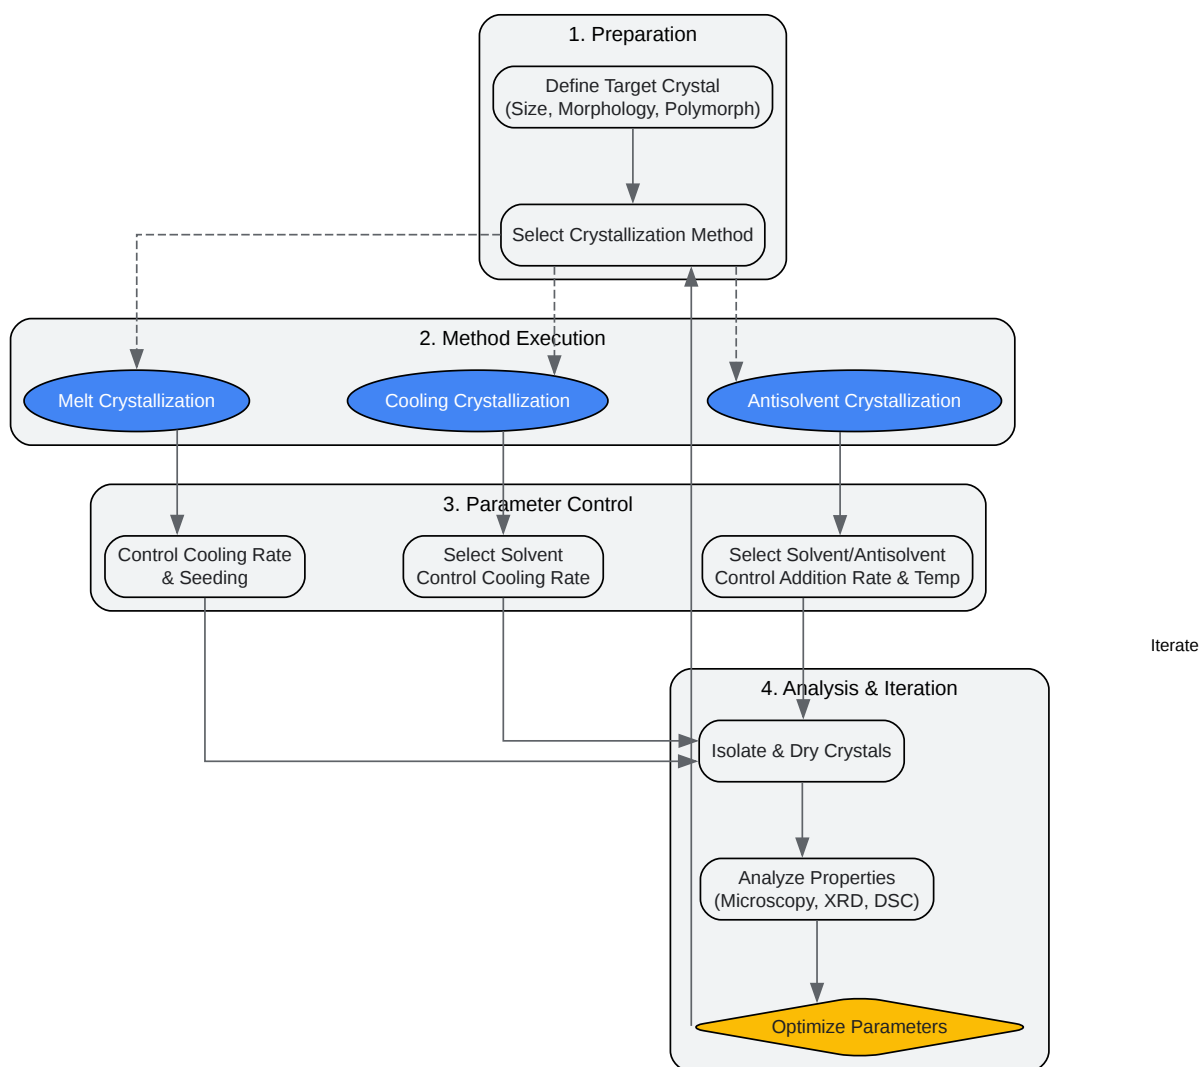 1. Preparation
Define Target Crystal
(Size, Morphology, Polymorph)
Select Crystallization Method
2. Method Execution
Melt Crystallization
Cooling Crystallization
Antisolvent Crystallization
3. Parameter Control
Control Cooling Rate
& Seeding
Select Solvent
Control Cooling Rate
Select Solvent/Antisolvent
Control Addition Rate & Temp
Iterate
4. Analysis & Iteration
Isolate & Dry Crystals
Analyze Properties
(Microscopy, XRD, DSC)
Optimize Parameters